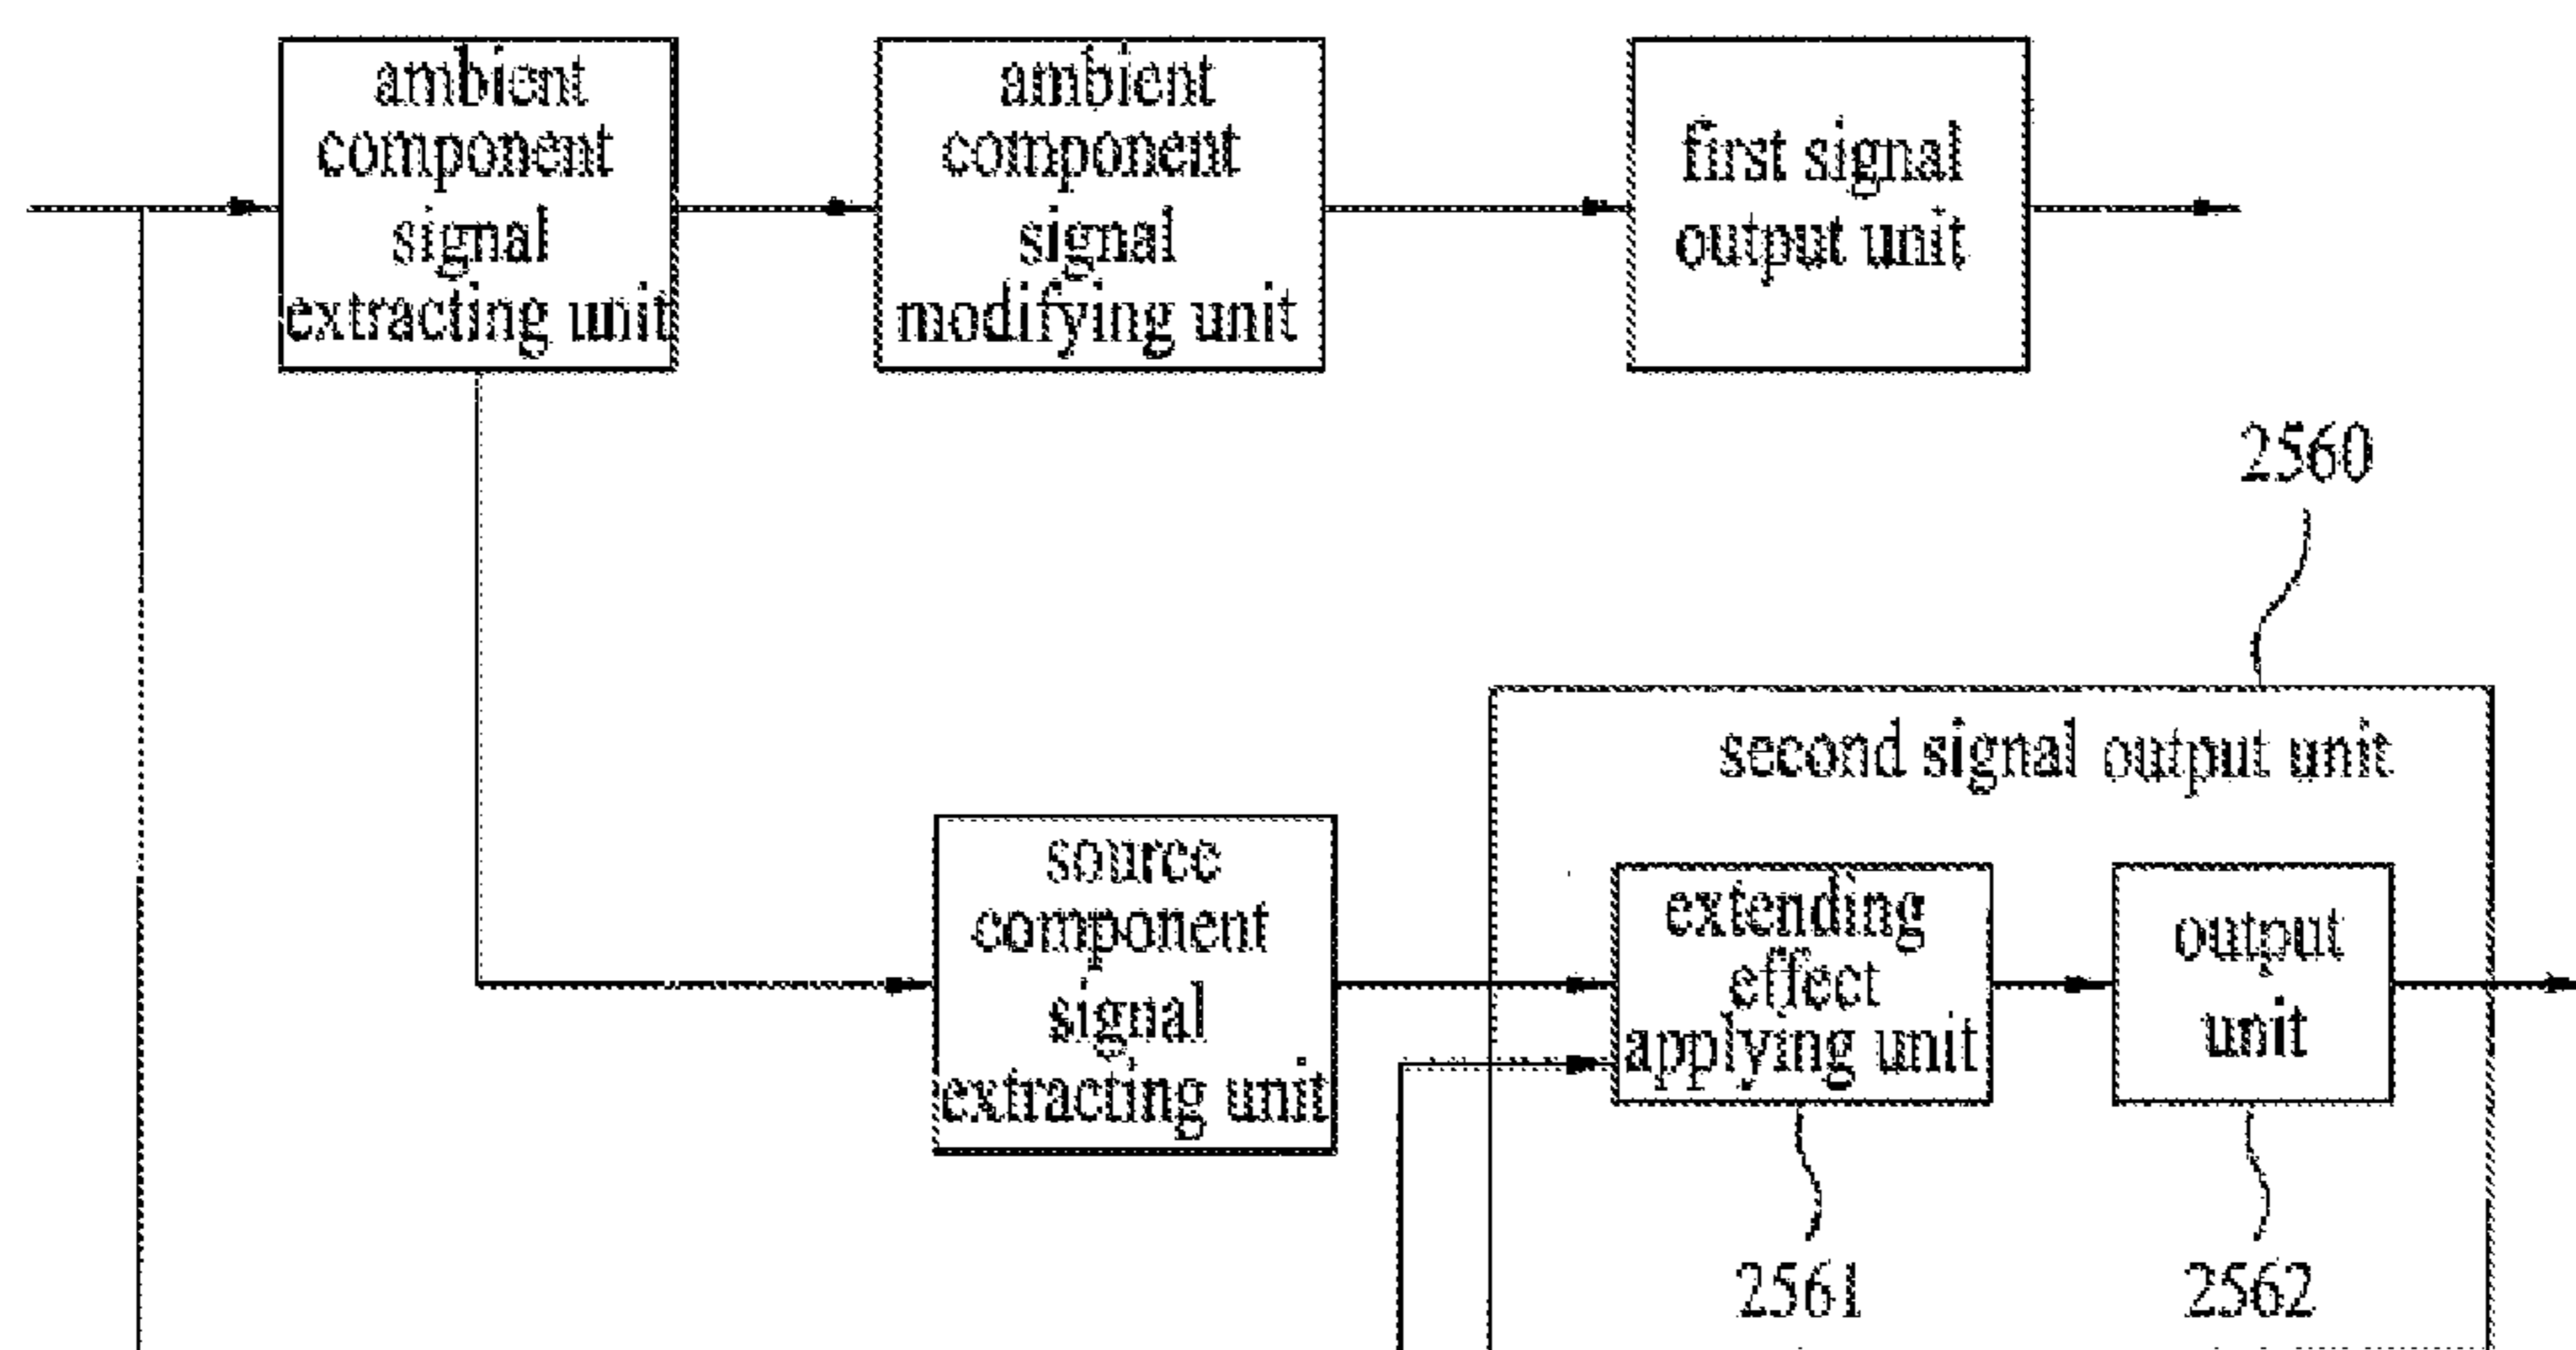 ambient
component
signal
extracting unit
ambient
component
signal
modifying unit
first signal
output unit
2560
second signal output unit
source
component
signal
extracting unit
extending
effect
applying unit
output
unit
2561
2562